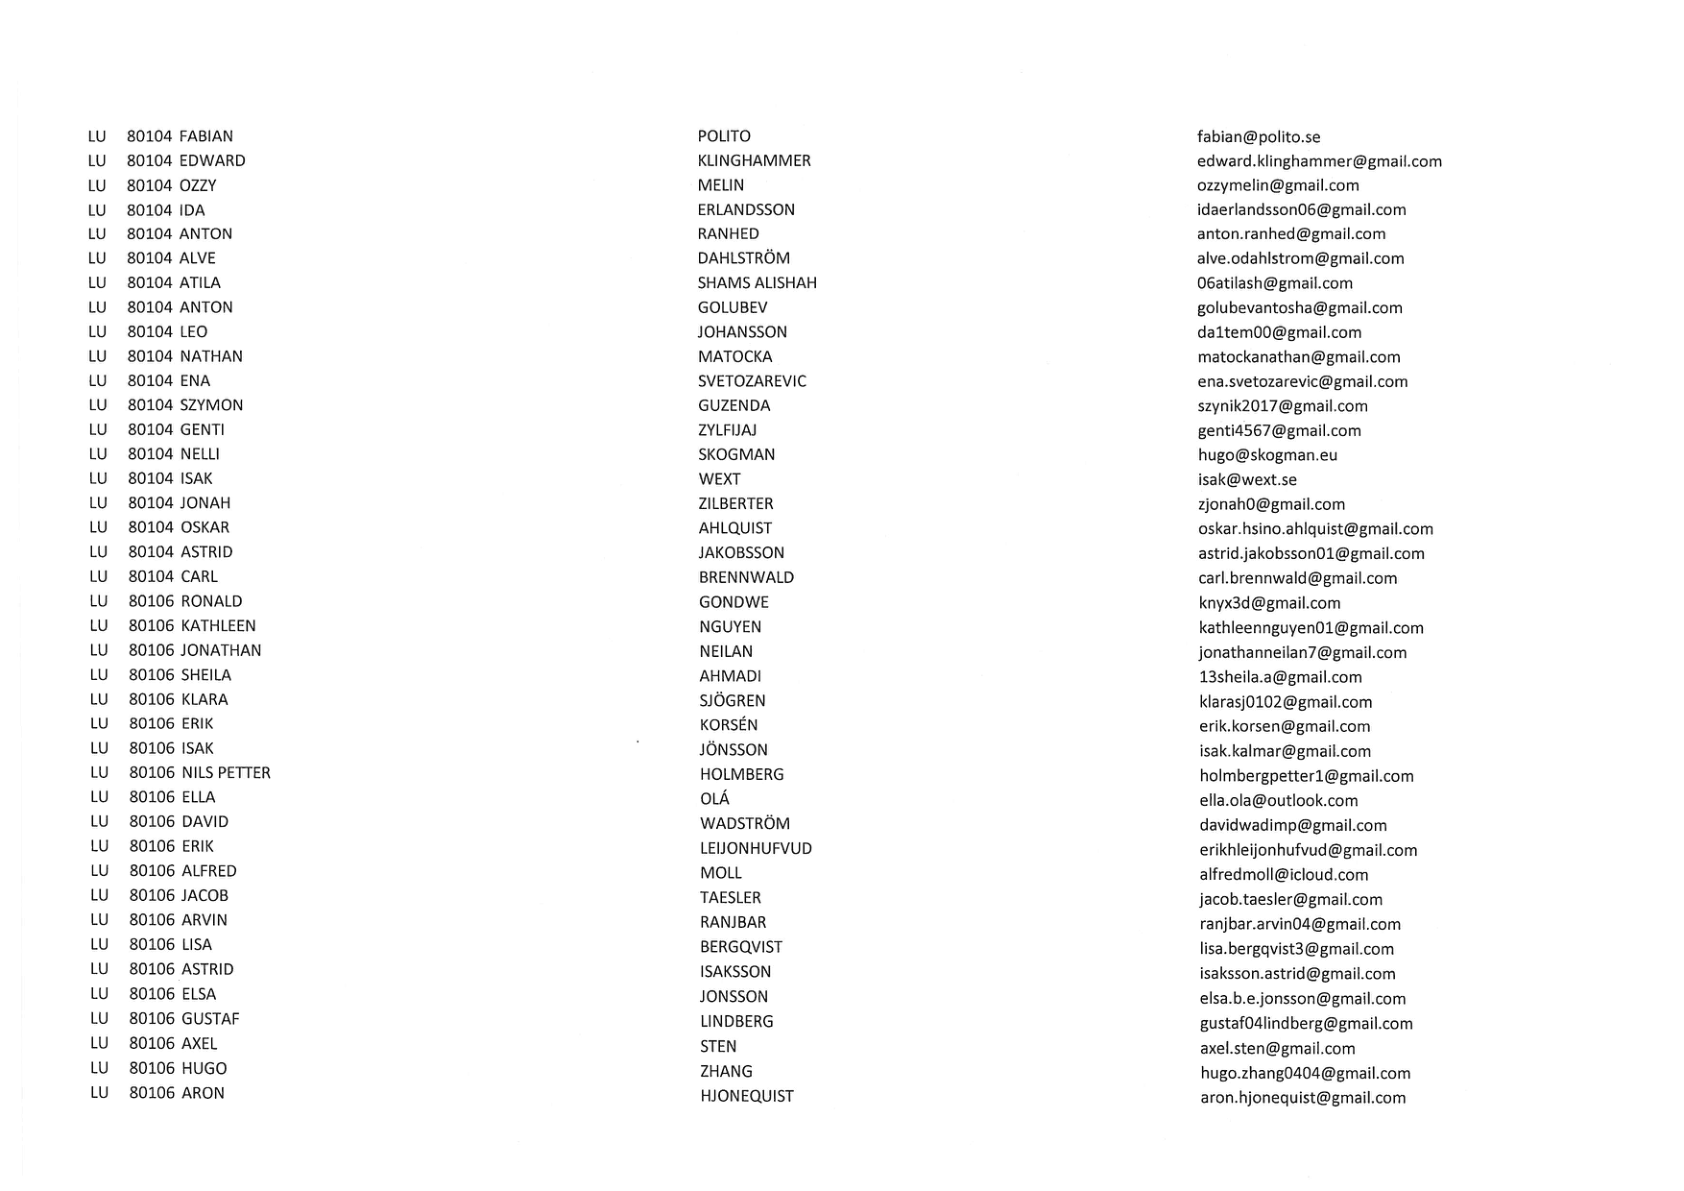 LU 80104 FABIAN POLITO fabian@polito.se
LU 80104 EDWARD KLINGHAMMER edward.klinghammer@gmail.com
LU 80104 OZZY MELIN ozzymelin@gmail.com
LU 80104 IDA ERLANDSSON idaerlandsson06@gmail.com
LU 80104 ANTON RANHED anton.ranhed@gmail.com
LU 80104 ALVE DAHLSTRÖM alve.odahlstrom@gmail.com
LU 80104 ATILA SHAMS ALISHAH 06atilash@gmail.com
LU 80104 ANTON GOLUBEV golubevantosha@gmail.com
LU 80104 LEO JOHANSSON da1tem00@gmail.com
LU 80104 NATHAN MATOCKA matockanathan@gmail.com
LU 80104 ENA SVETOZAREVIC ena.svetozarevic@gmail.com
LU 80104 SZYMON GUZENDA szynik2017@gmail.com
LU 80104 GENTI ZYLFIJAJ genti4567@gmail.com
LU 80104 NELLI SKOGMAN hugo@skogman.eu
LU 80104 ISAK WEXT isak@wext.se
LU 80104 JONAH ZILBERTER zjonah0@gmail.com
LU 80104 OSKAR AHLQUIST oskar.hsino.ahlquist@gmail.com
LU 80104 ASTRID JAKOBSSON astrid.jakobsson01@gmail.com
LU 80104 CARL BRENNWALD carl.brennwald@gmail.com
LU 80106 RONALD GONDWE knyx3d@gmail.com
LU 80106 KATHLEEN NGUYEN kathleennguyen01@gmail.com
LU 80106 JONATHAN NEILAN jonathanneilan7@gmail.com
LU 80106 SHEILA AHMADI 13sheila.a@gmail.com
LU 80106 KLARA SJÖGREN klarasj0102@gmail.com
LU 80106 ERIK KORSÉN erik.korsen@gmail.com
LU 80106 ISAK JÖNSSON isak.kalmar@gmail.com
LU 80106 NILS PETTER HOLMBERG holmbergpetter1@gmail.com
LU 80106 ELLA OLÁ ella.ola@outlook.com
LU 80106 DAVID WADSTRÖM davidwadimp@gmail.com
LU 80106 ERIK LEIJONHUFVUD erikhleijonhufvud@gmail.com
LU 80106 ALFRED MOLL alfredmoll@icloud.com
LU 80106 JACOB TAESLER jacob.taesler@gmail.com
LU 80106 ARVIN RANJBAR ranjbar.arvin04@gmail.com
LU 80106 LISA BERGQVIST lisa.bergqvist3@gmail.com
LU 80106 ASTRID ISAKSSON isaksson.astrid@gmail.com
LU 80106 ELSA JONSSON elsa.b.e.jonsson@gmail.com
LU 80106 GUSTAF LINDBERG gustaf04lindberg@gmail.com
LU 80106 AXEL STEN axel.sten@gmail.com
LU 80106 HUGO ZHANG hugo.zhang0404@gmail.com
LU 80106 ARON HJONEQUIST aron.hjonequist@gmail.com